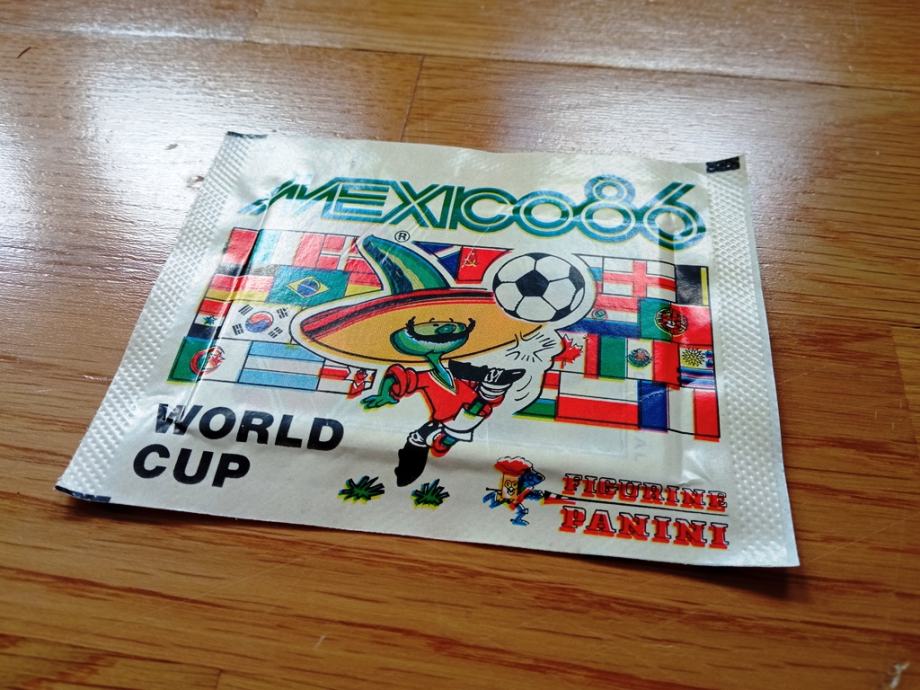 MEXICO86
®
WORLD
CUP
FIGURINE
PANINI